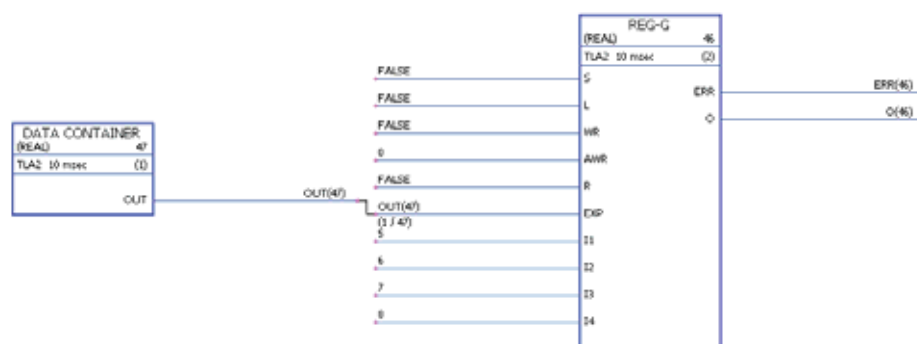 REG-G
(REAL) 46
TLA2 10 msec (2)
FALSE S
ERR ERR(46)
FALSE L
O O(46)
FALSE WR
DATA CONTAINER
(REAL) 47
0 AWR
TLA2 10 msec (1)
FALSE R
OUT OUT(47) OUT(47) EXP
(1 / 47)
5 I1
6 I2
7 I3
8 I4